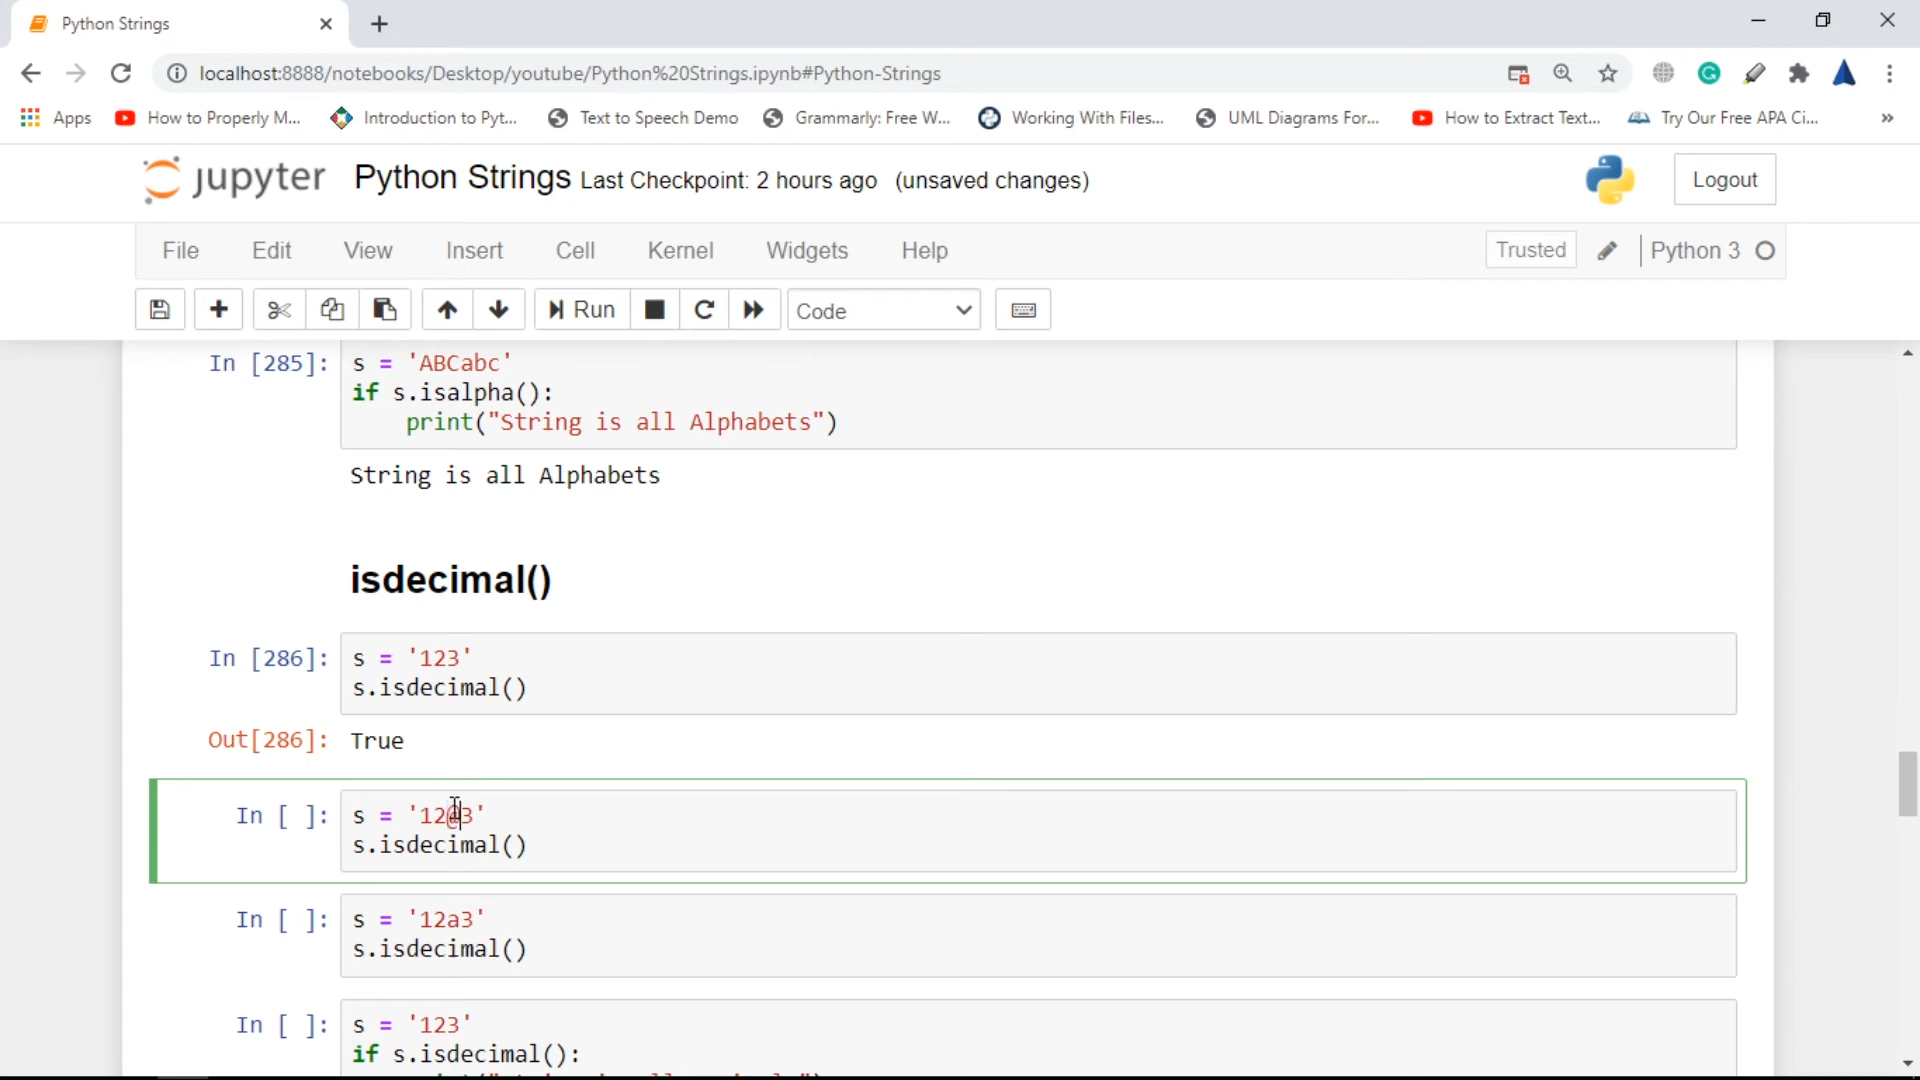 Python Strings
localhost:8888/notebooks/Desktop/youtube/Python%20Strings.ipynb#Python-Strings
Apps How to Properly M... Introduction to Pyt... Text to Speech Demo Grammarly: Free W... Working With Files... UML Diagrams For... How to Extract Text... Try Our Free APA Ci... »
jupyter Python Strings Last Checkpoint: 2 hours ago (unsaved changes) Logout
File Edit View Insert Cell Kernel Widgets Help Trusted Python 3
Run Code
In [285]: s = 'ABCabc'
if s.isalpha():
print("String is all Alphabets")
String is all Alphabets
isdecimal()
In [286]: s = '123'
s.isdecimal()
Out[286]: True
In [ ]: s = '12@3'
s.isdecimal()
In [ ]: s = '12a3'
s.isdecimal()
In [ ]: s = '123'
if s.isdecimal():